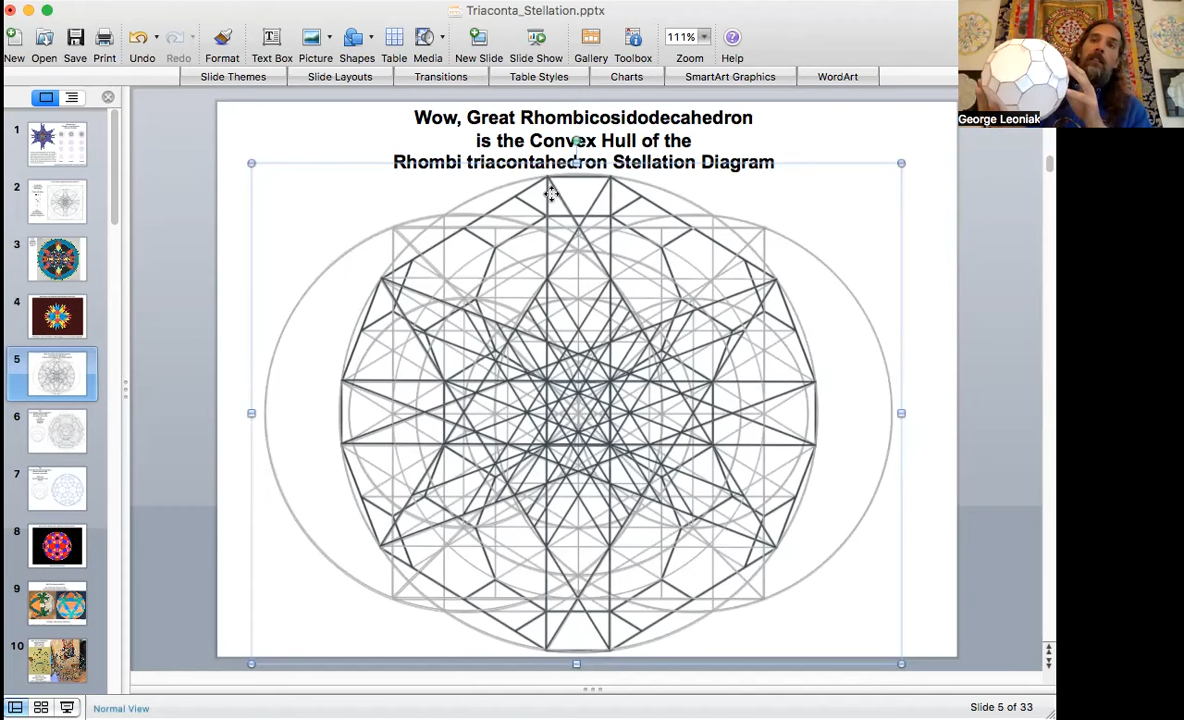 Triaconta_Stellation.pptx
New Open Save Print Undo Redo Format Text Box Picture Shapes Table Media New Slide Slide Show Gallery Toolbox 111% Zoom Help
Slide Themes Slide Layouts Transitions Table Styles Charts SmartArt Graphics WordArt
George Leoniak
Wow, Great Rhombicosidodecahedron
is the Convex Hull of the
Rhombi triacontahedron Stellation Diagram
1
2
3
4
5
6
7
8
9
10
Normal View
Slide 5 of 33